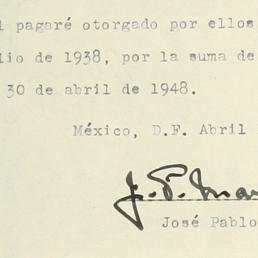 l pagaré otorgado por ellos
lio de 1938, por la suma de
30 de abril de 1948.
México, D.F. Abril
José Pablo